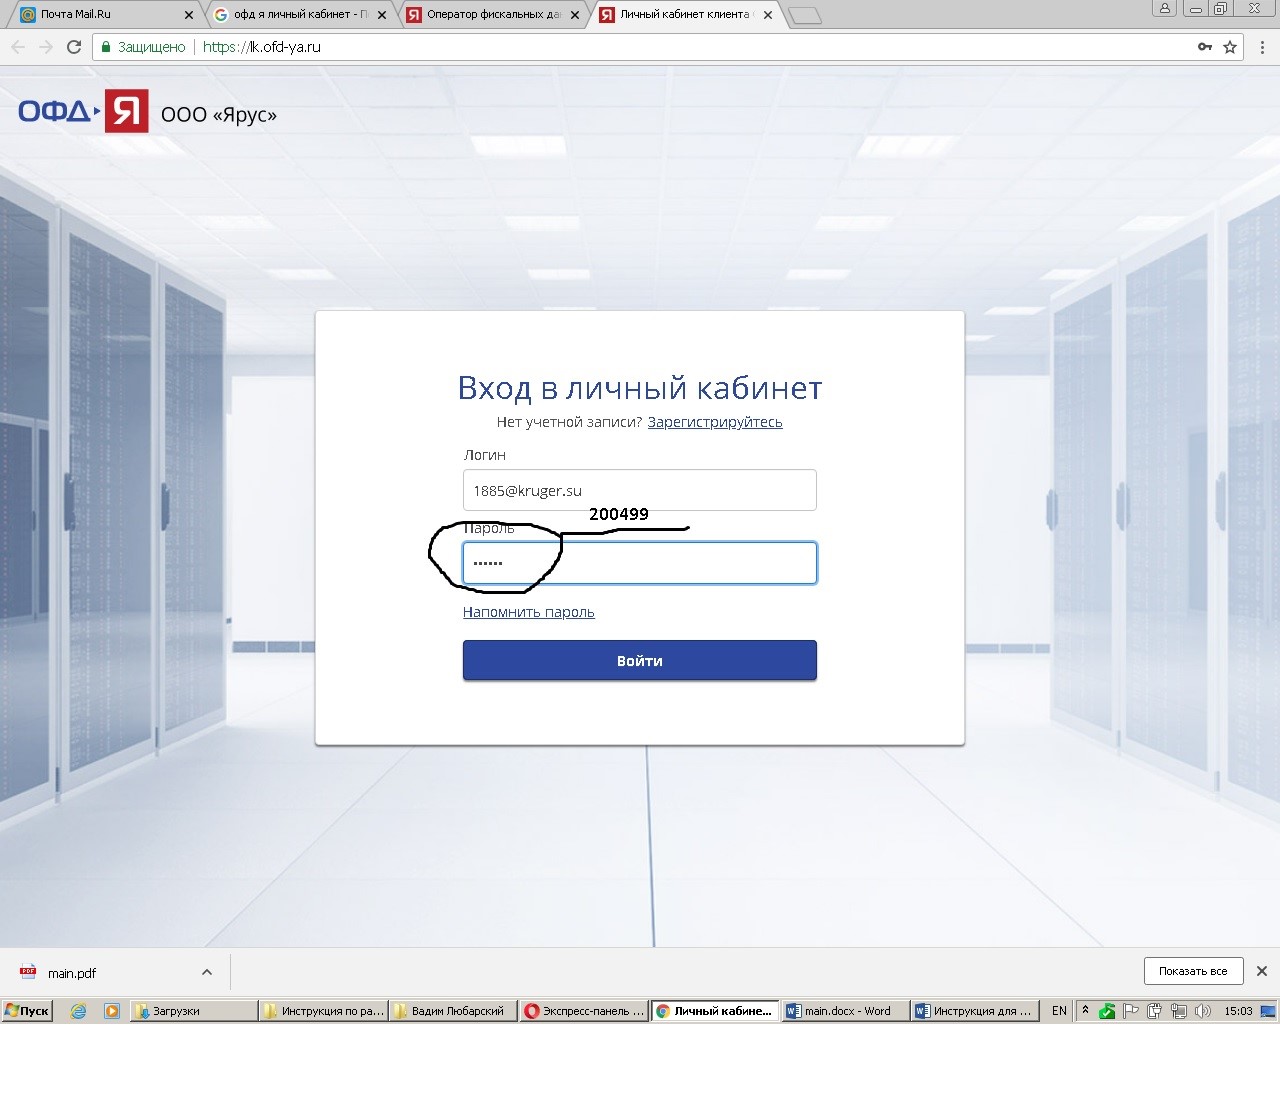 Почта Mail.Ru
офд я личный кабинет - П
Оператор фискальных да
Личный кабинет клиента
Защищено
https://lk.ofd-ya.ru
ОФД Я ООО «Ярус»
Вход в личный кабинет
Нет учетной записи? Зарегистрируйтесь
Логин
1885@kruger.su
200499
Пароль
••••••
Напомнить пароль
Войти
main.pdf
Показать все
Пуск
Загрузки
Инструкция по ра...
Вадим Любарский
Экспресс-панель ...
Личный кабине...
main.docx - Word
Инструкция для ...
EN
15:03